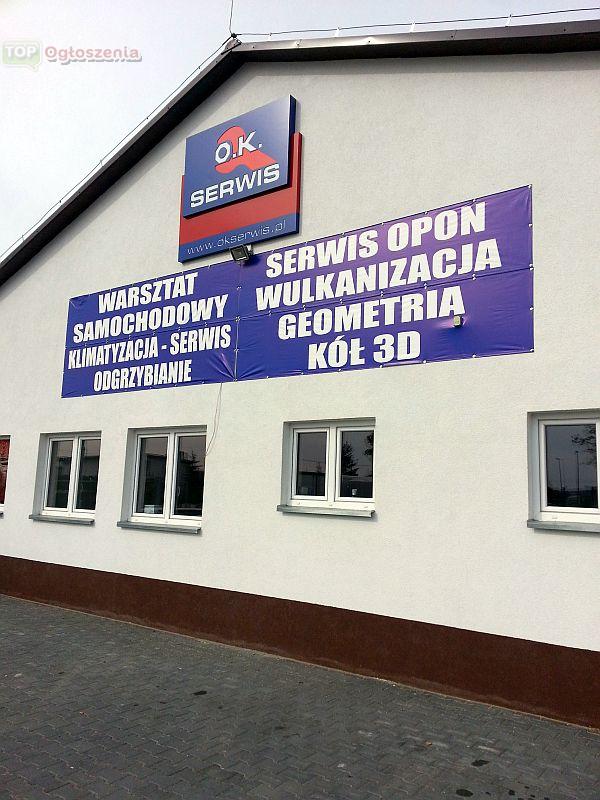 TOP Ogłoszenia
O.K.
SERWIS
www.okserwis.pl
WARSZTAT
SAMOCHODOWY
KLIMATYZACJA - SERWIS
ODGRZYBIANIE
SERWIS OPON
WULKANIZACJA
GEOMETRIA
KÓŁ 3D